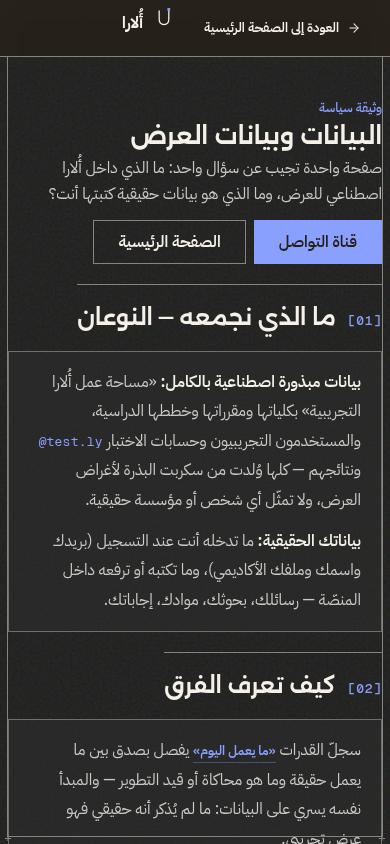 العودة إلى الصفحة الرئيسية
أُلارا
وثيقة سياسة
البيانات وبيانات العرض
صفحة واحدة تجيب عن سؤال واحد: ما الذي داخل أُلارا
اصطناعي للعرض، وما الذي هو بيانات حقيقية كتبتها أنت؟
قناة التواصل
الصفحة الرئيسية
[01] ما الذي نجمعه — النوعان
بيانات مبذورة اصطناعية بالكامل: «مساحة عمل أُلارا
التجريبية» بكلياتها ومقرراتها وخططها الدراسية،
والمستخدمون التجريبيون وحسابات الاختبار @test.ly
ونتائجهم — كلها وُلدت من سكربت البذرة لأغراض
العرض، ولا تمثّل أي شخص أو مؤسسة حقيقية.
بياناتك الحقيقية: ما تدخله أنت عند التسجيل (بريدك
واسمك وملفك الأكاديمي)، وما تكتبه أو ترفعه داخل
المنصّة — رسائلك، بحوثك، موادك، إجاباتك.
[02] كيف تعرف الفرق
سجلّ القدرات «ما يعمل اليوم» يفصل بصدق بين ما
يعمل حقيقة وما هو محاكاة أو قيد التطوير — والمبدأ
نفسه يسري على البيانات: ما لم يُذكر أنه حقيقي فهو
عرض تجريبي.